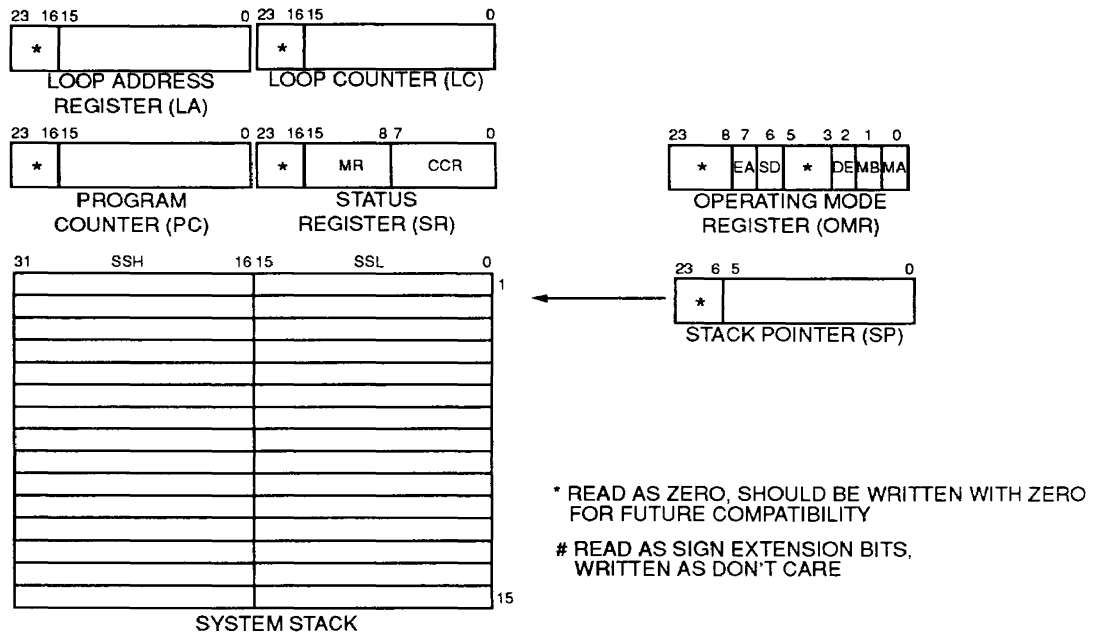 23 16 15 0 23 16 15 0
* *
LOOP ADDRESS
REGISTER (LA)
LOOP COUNTER (LC)
23 16 15 0 23 16 15 8 7 0
* * MR CCR
PROGRAM
COUNTER (PC)
STATUS
REGISTER (SR)
23 8 7 6 5 3 2 1 0
* EA SD * DE MB MA
OPERATING MODE
REGISTER (OMR)
31 SSH 16 15 SSL 0
1
15
SYSTEM STACK
23 6 5 0
*
STACK POINTER (SP)
* READ AS ZERO, SHOULD BE WRITTEN WITH ZERO
FOR FUTURE COMPATIBILITY
# READ AS SIGN EXTENSION BITS,
WRITTEN AS DON'T CARE